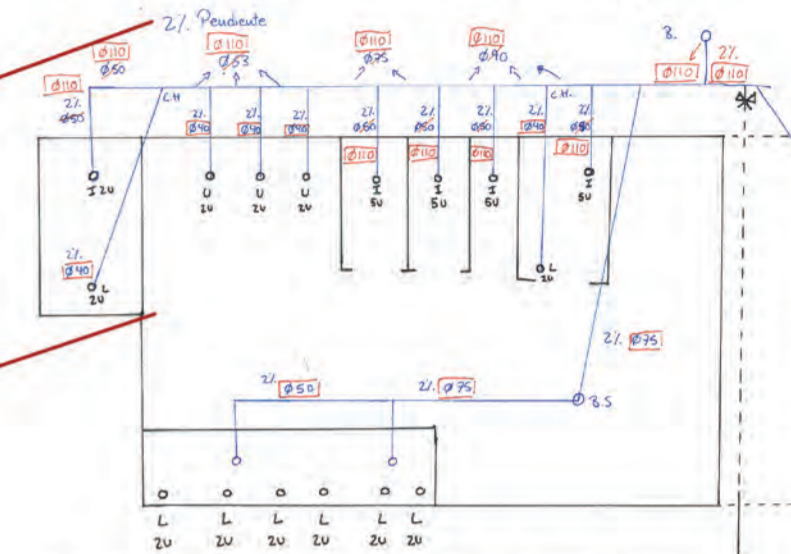 2% Pendiente
Ø110
Ø50
Ø110
Ø63
Ø110
Ø75
Ø110
Ø90
B.
Ø110
2%
Ø110
Ø110
2%
Ø50
C.H
2%
Ø40
2%
Ø40
2%
Ø40
2%
Ø50
2%
Ø50
2%
Ø50
C.H.
2%
Ø40
2%
Ø50
Ø110
Ø110
Ø110
Ø110
I 2U
U
2U
U
2U
U
2U
I
5U
I
5U
I
5U
I
5U
2%
Ø40
L
2U
L
2U
2% Ø75
2% Ø50
2% Ø75
B.S
L
2U
L
2U
L
2U
L
2U
L
2U
L
2U